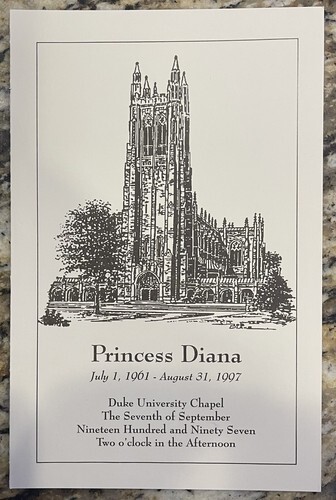 Princess Diana
July 1, 1961 - August 31, 1997
Duke University Chapel
The Seventh of September
Nineteen Hundred and Ninety Seven
Two o'clock in the Afternoon